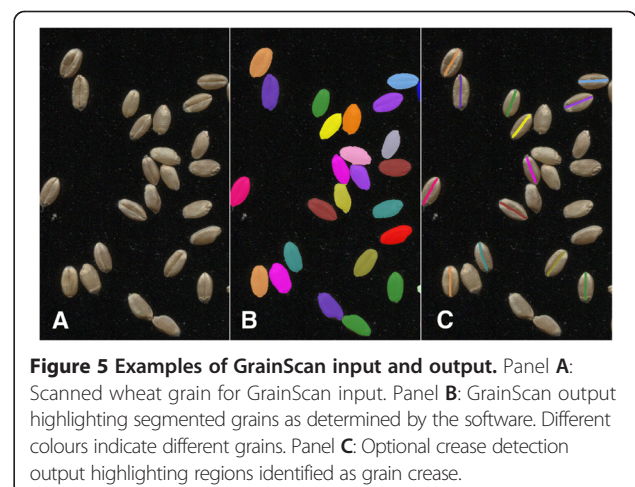 A B C
Figure 5 Examples of GrainScan input and output. Panel A:
Scanned wheat grain for GrainScan input. Panel B: GrainScan output
highlighting segmented grains as determined by the software. Different
colours indicate different grains. Panel C: Optional crease detection
output highlighting regions identified as grain crease.